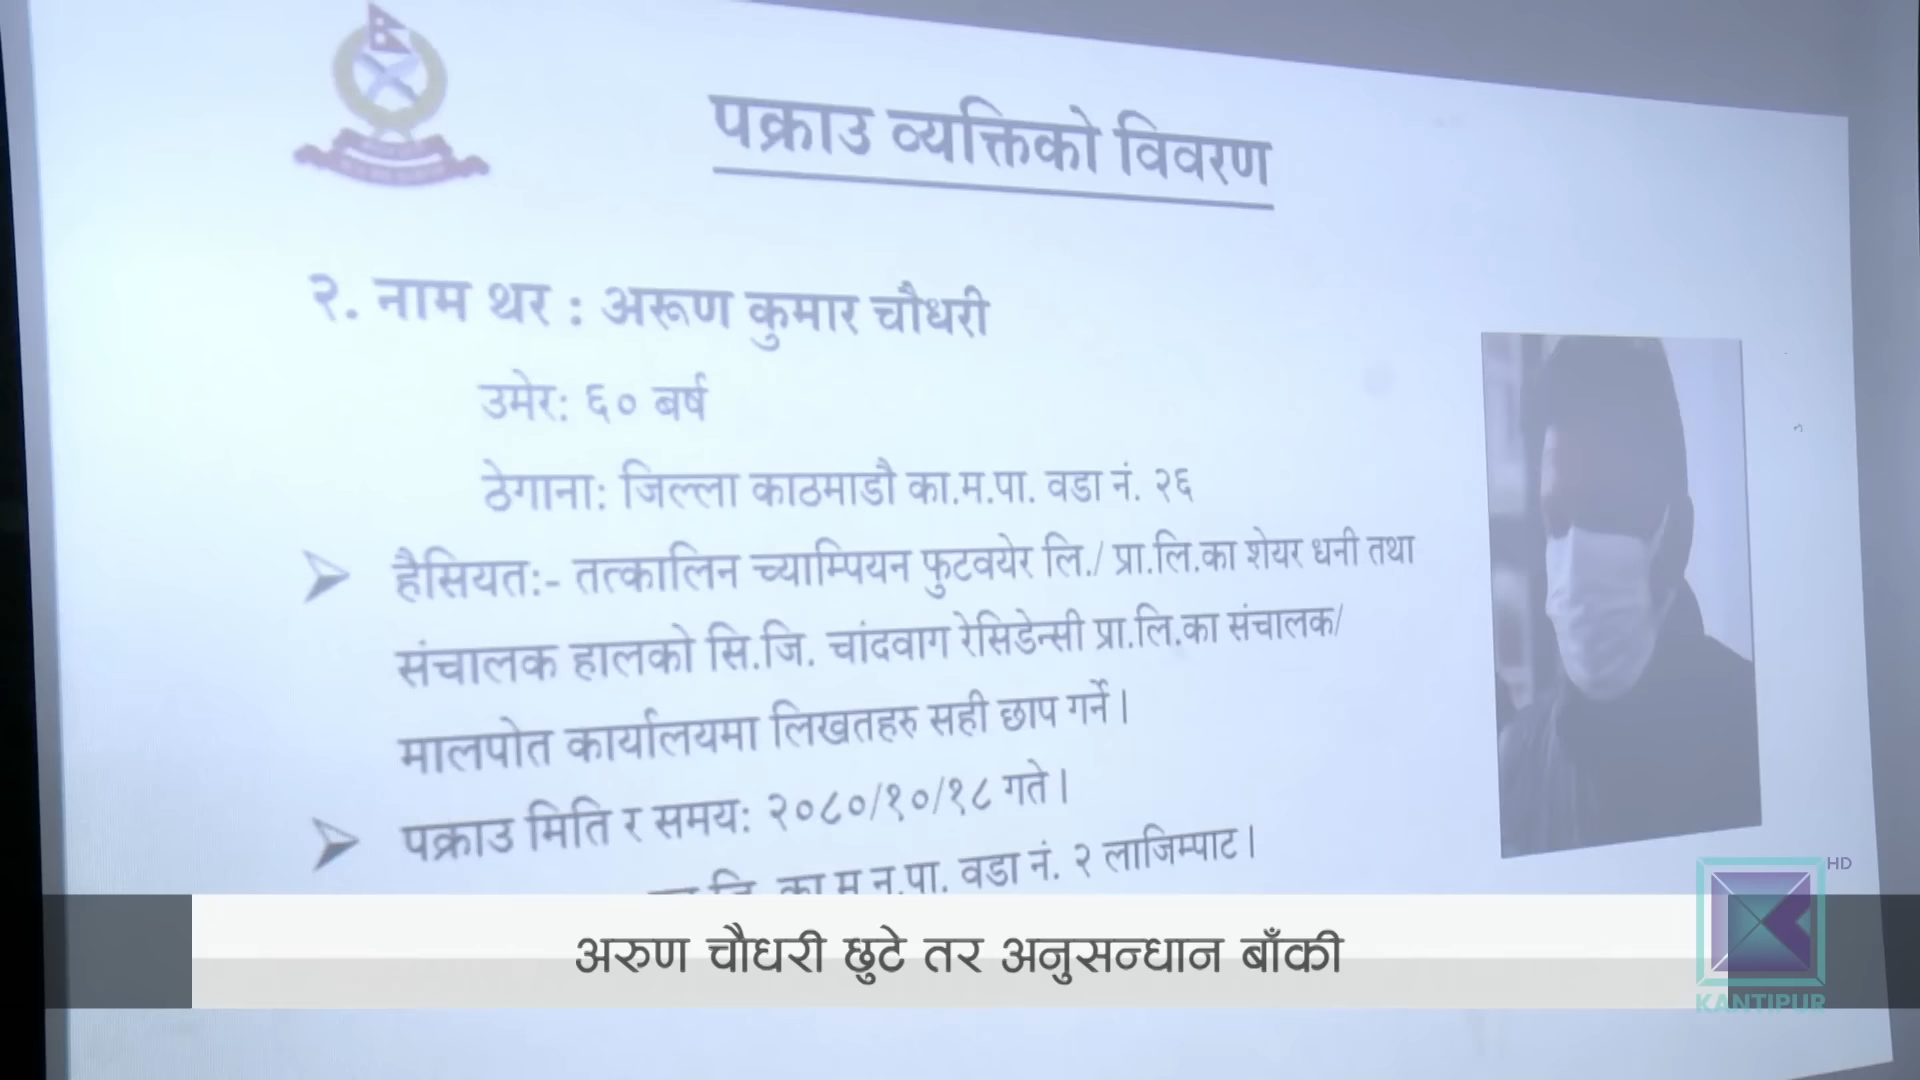 पक्राउ व्यक्तिको विवरण
२. नाम थर : अरूण कुमार चौधरी
उमेर: ६० बर्ष
ठेगाना: जिल्ला काठमाडौ का.म.पा. वडा नं. २६
हैसियत:- तत्कालिन च्याम्पियन फुटवयेर लि./ प्रा.लि.का शेयर धनी तथा
संचालक हालको सि.जि. चांदवाग रेसिडेन्सी प्रा.लि.का संचालक/
मालपोत कार्यालयमा लिखतहरु सही छाप गर्ने।
पक्राउ मिति र समय: २०८०/१०/१८ गते।
का.म.न.पा. वडा नं. २ लाजिम्पाट।
अरुण चौधरी छुटे तर अनुसन्धान बाँकी
HD
KANTIPUR